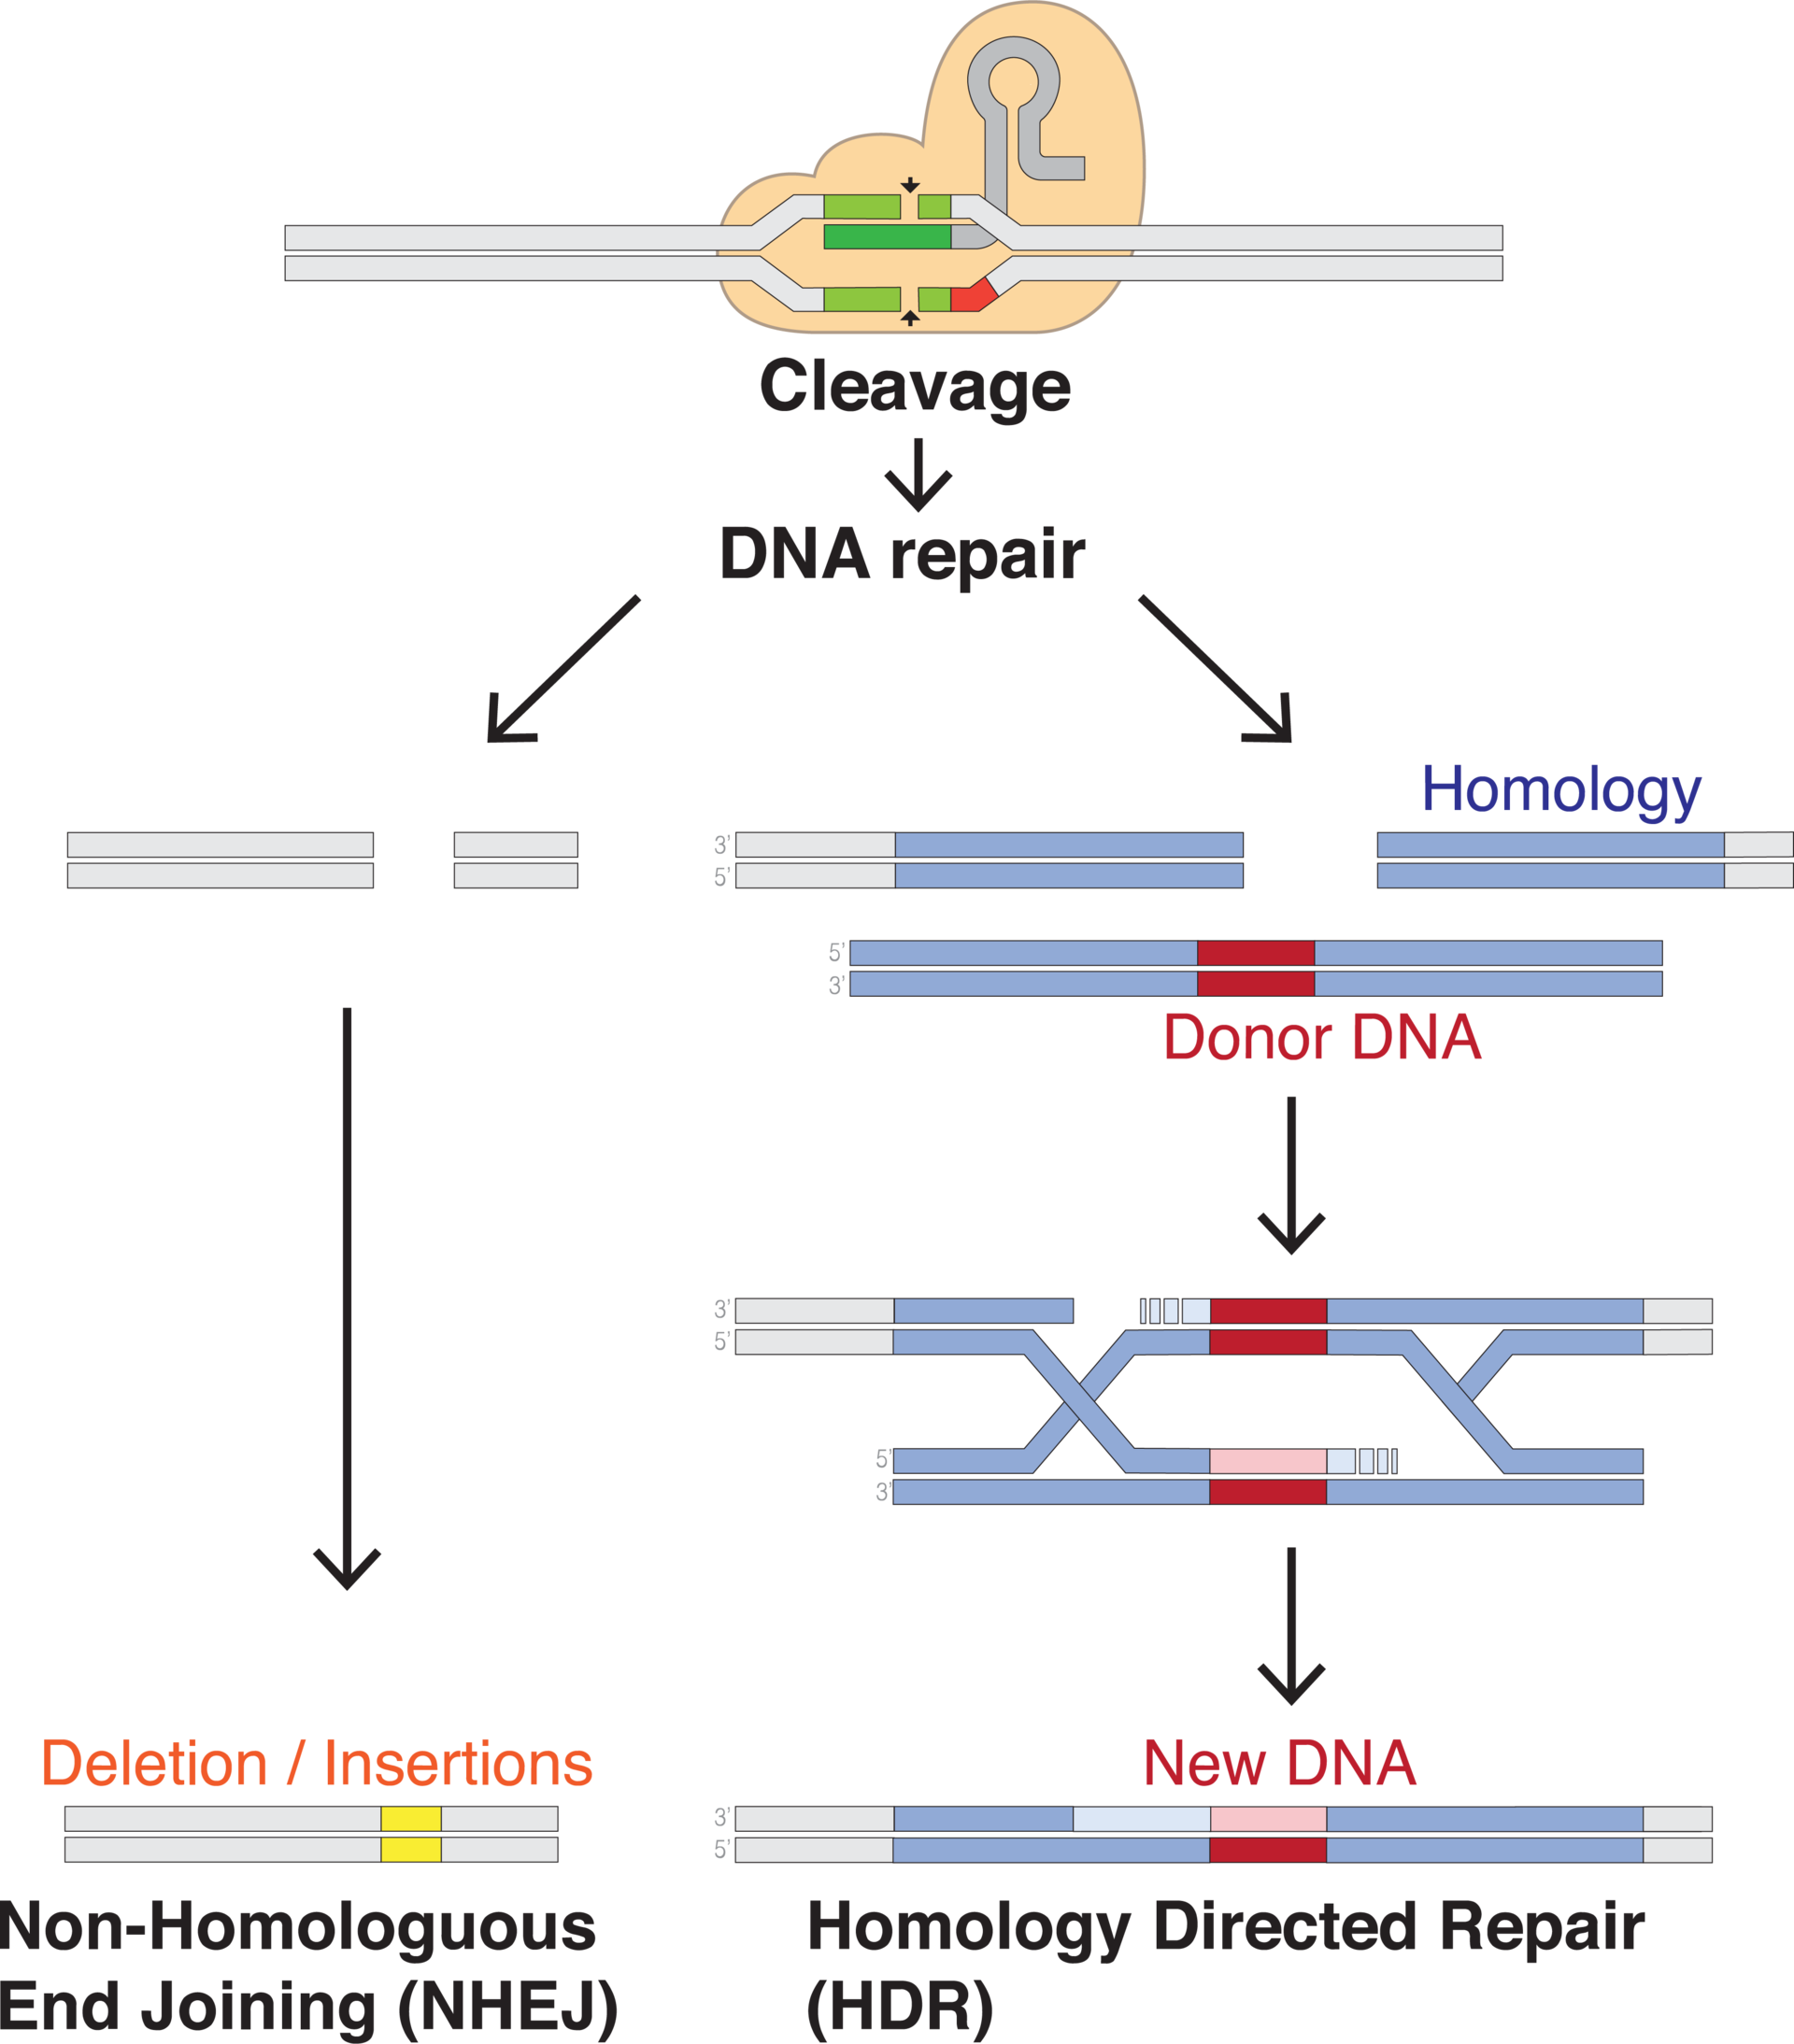 Cleavage
DNA repair
Homology
3’
5’
5’
3’
Donor DNA
3’
5’
5’
3’
Deletion / Insertions
New DNA
3’
5’
Non-Homologuous
End Joining (NHEJ)
Homology Directed Repair
(HDR)